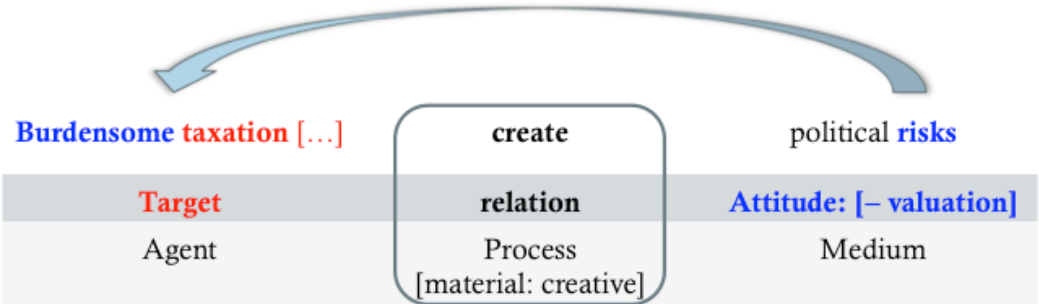 Burdensome taxation […] create political risks
Target relation Attitude: [– valuation]
Agent Process Medium
[material: creative]